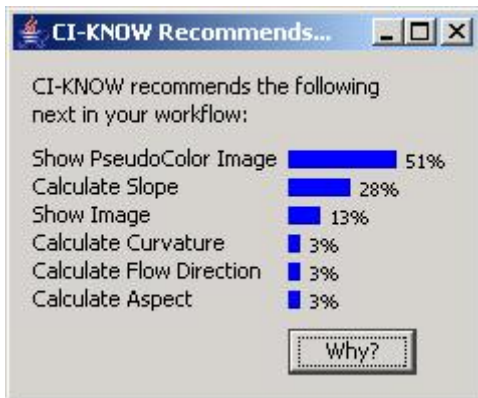 CI-KNOW Recommends...
CI-KNOW recommends the following
next in your workflow:
Show PseudoColor Image 51%
Calculate Slope 28%
Show Image 13%
Calculate Curvature 3%
Calculate Flow Direction 3%
Calculate Aspect 3%
Why?